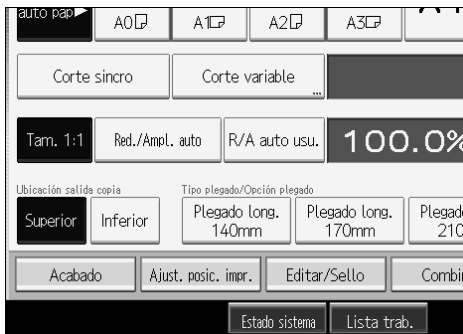 auto pap▶
A0 A1 A2 A3
Corte sincro Corte variable ...
Tam. 1:1 Red./Ampl. auto R/A auto usu. 100.0%
Ubicación salida copia Tipo plegado/Opción plegado
Superior Inferior Plegado long. Plegado long. Plegad
140mm 170mm 210
Acabado Ajust. posic. impr. Editar/Sello Combi
Estado sistema Lista trab.